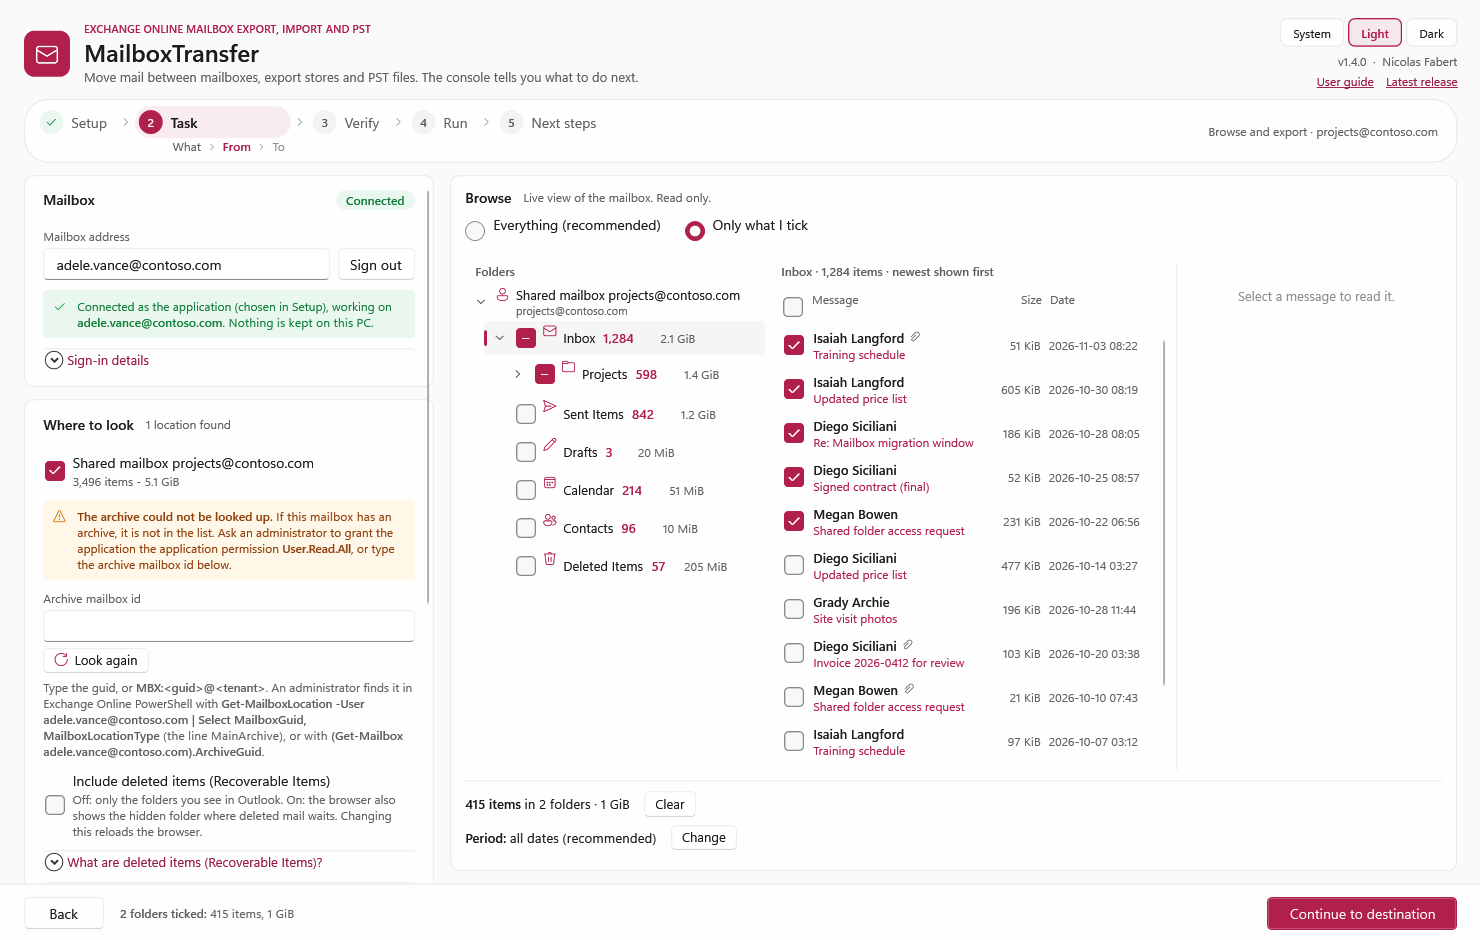 EXCHANGE ONLINE MAILBOX EXPORT, IMPORT AND PST
MailboxTransfer
Move mail between mailboxes, export stores and PST files. The console tells you what to do next.
System
Light
Dark
v1.4.0 · Nicolas Fabert
User guide
Latest release
Setup
2 Task
3 Verify
4 Run
5 Next steps
What
From
To
Browse and export · projects@contoso.com
Mailbox
Connected
Mailbox address
adele.vance@contoso.com
Sign out
Connected as the application (chosen in Setup), working on
adele.vance@contoso.com. Nothing is kept on this PC.
Sign-in details
Where to look
1 location found
Shared mailbox projects@contoso.com
3,496 items - 5.1 GiB
The archive could not be looked up. If this mailbox has an
archive, it is not in the list. Ask an administrator to grant the
application the application permission User.Read.All, or type
the archive mailbox id below.
Archive mailbox id
Look again
Type the guid, or MBX:<guid>@<tenant>. An administrator finds it in
Exchange Online PowerShell with Get-MailboxLocation -User
adele.vance@contoso.com | Select MailboxGuid,
MailboxLocationType (the line MainArchive), or with (Get-Mailbox
adele.vance@contoso.com).ArchiveGuid.
Include deleted items (Recoverable Items)
Off: only the folders you see in Outlook. On: the browser also
shows the hidden folder where deleted mail waits. Changing
this reloads the browser.
What are deleted items (Recoverable Items)?
Browse
Live view of the mailbox. Read only.
Everything (recommended)
Only what I tick
Folders
Shared mailbox projects@contoso.com
projects@contoso.com
Inbox 1,284 2.1 GiB
Projects 598 1.4 GiB
Sent Items 842 1.2 GiB
Drafts 3 20 MiB
Calendar 214 51 MiB
Contacts 96 10 MiB
Deleted Items 57 205 MiB
Inbox · 1,284 items · newest shown first
Message Size Date
Isaiah Langford 51 KiB 2026-11-03 08:22
Training schedule
Isaiah Langford 605 KiB 2026-10-30 08:19
Updated price list
Diego Siciliani 186 KiB 2026-10-28 08:05
Re: Mailbox migration window
Diego Siciliani 52 KiB 2026-10-25 08:57
Signed contract (final)
Megan Bowen 231 KiB 2026-10-22 06:56
Shared folder access request
Diego Siciliani 477 KiB 2026-10-14 03:27
Updated price list
Grady Archie 196 KiB 2026-10-28 11:44
Site visit photos
Diego Siciliani 103 KiB 2026-10-20 03:38
Invoice 2026-0412 for review
Megan Bowen 21 KiB 2026-10-10 07:43
Shared folder access request
Isaiah Langford 97 KiB 2026-10-07 03:12
Training schedule
Select a message to read it.
415 items in 2 folders · 1 GiB
Clear
Period: all dates (recommended)
Change
Back
2 folders ticked: 415 items, 1 GiB
Continue to destination